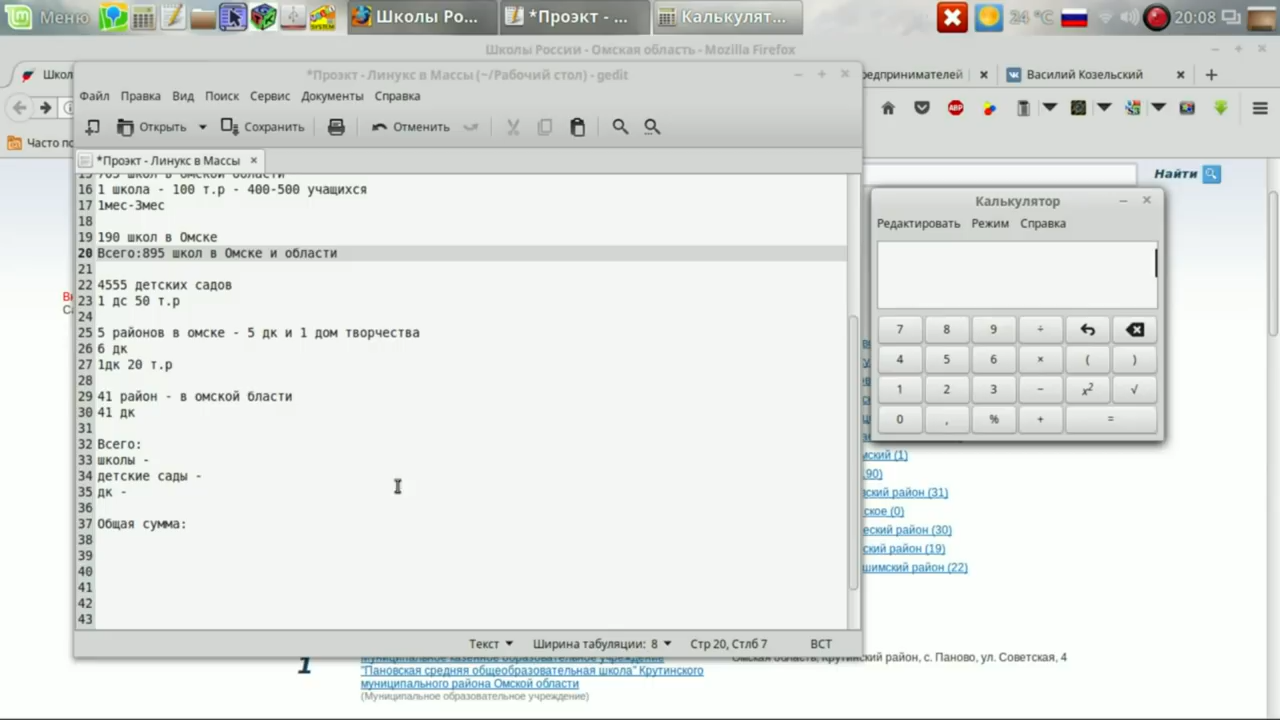 Меню
Школы Ро...
*Проэкт - ...
Калькулят...
24 °C
20:08
Школы России - Омская область - Mozilla Firefox
Школ
редпринимателей
Василий Козельский
Часто по
Найти
*Проэкт - Линукс в Массы (~/Рабочий стол) - gedit
Файл Правка Вид Поиск Сервис Документы Справка
Открыть Сохранить Отменить
*Проэкт - Линукс в Массы
15 705 школ в омской области
16 1 школа - 100 т.р - 400-500 учащихся
17 1мес-3мес
18
19 190 школ в Омске
20 Всего:895 школ в Омске и области
21
22 4555 детских садов
23 1 дс 50 т.р
24
25 5 районов в омске - 5 дк и 1 дом творчества
26 6 дк
27 1дк 20 т.р
28
29 41 район - в омской бласти
30 41 дк
31
32 Всего:
33 школы -
34 детские сады -
35 дк -
36
37 Общая сумма:
38
39
40
41
42
43
Текст Ширина табуляции: 8 Стр 20, Стлб 7 ВСТ
Калькулятор
Редактировать Режим Справка
7 8 9 ÷
4 5 6 × ( )
1 2 3 − x² √
0 , % + =
мский (1)
90)
ский район (31)
ское (0)
еский район (30)
ский район (19)
шимский район (22)
1
Муниципальное казенное образовательное учреждение
"Пановская средняя общеобразовательная школа" Крутинского
муниципального района Омской области
(Муниципальное образовательное учреждение)
Омская область, Крутинский район, с. Паново, ул. Советская, 4